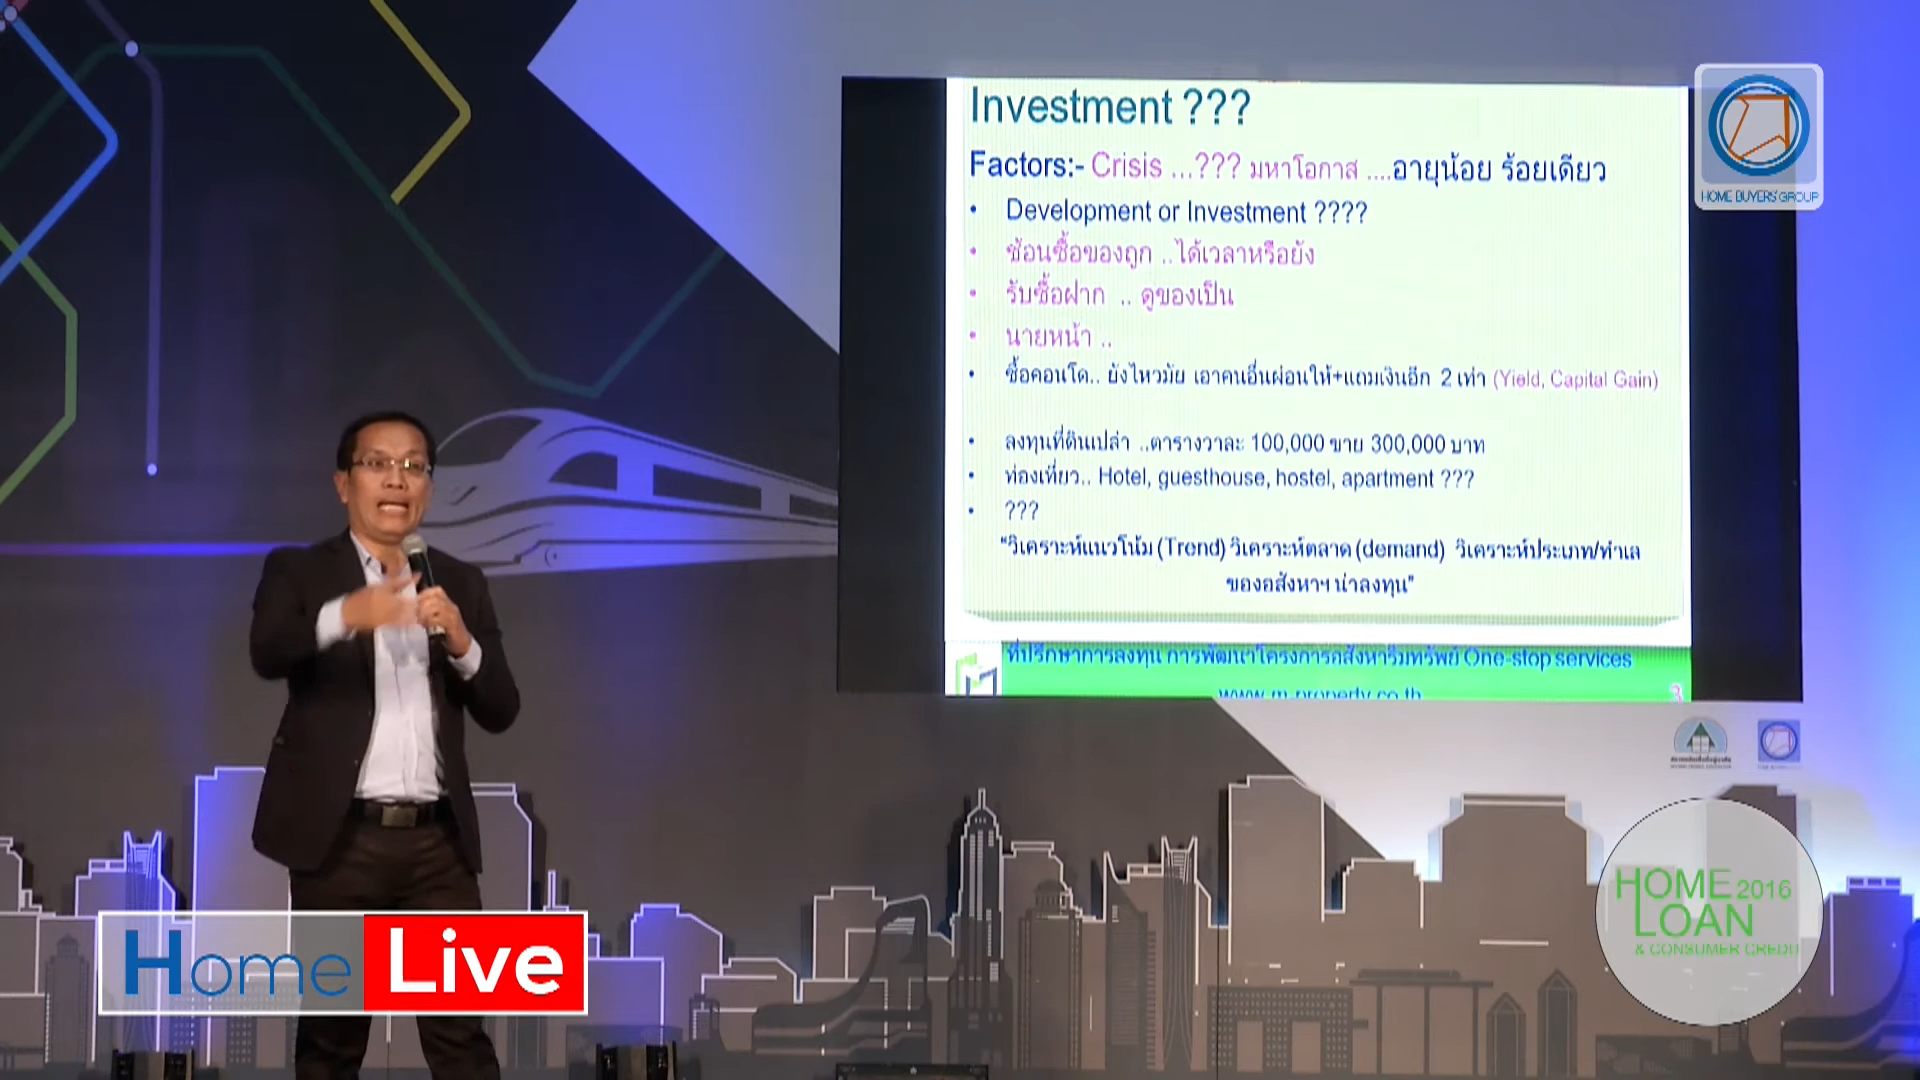 Investment ???
Factors:- Crisis ...??? มหาโอกาส ....อายุน้อย ร้อยเดียว
• Development or Investment ????
• ช้อนซื้อของถูก ..ได้เวลาหรือยัง
• รับซื้อฝาก .. ดูของเป็น
• นายหน้า ..
• ซื้อคอนโด.. ยังไหวมัย เอาคนอื่นผ่อนให้+แถมเงินอีก 2 เท่า (Yield, Capital Gain)
• ลงทุนที่ดินเปล่า ..ตารางวาละ 100,000 ขาย 300,000 บาท
• ท่องเที่ยว.. Hotel, guesthouse, hostel, apartment ???
• ???
"วิเคราะห์แนวโน้ม (Trend) วิเคราะห์ตลาด (demand) วิเคราะห์ประเภท/ทำเล
ของอสังหาฯ น่าลงทุน"
ที่ปรึกษาการลงทุน การพัฒนาโครงการอสังหาริมทรัพย์ One-stop services
www.m-property.co.th
3
HOME BUYERS' GROUP
HOME 2016
LOAN
& CONSUMER CREDIT
Home Live